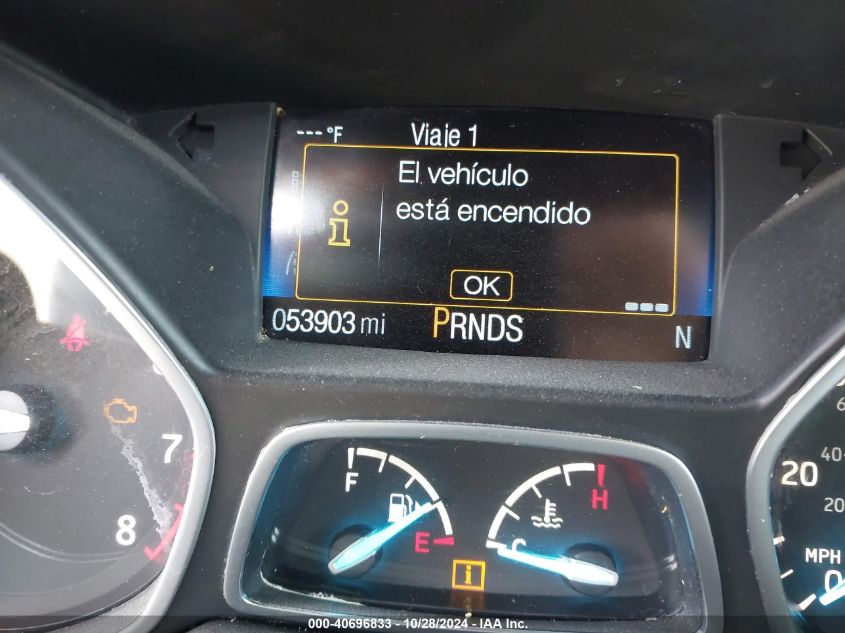 ---°F Viaje 1
El vehículo
está encendido
OK
053903 mi PRNDS N
7
8
F
E
H
C
i
20
40
20
MPH
0
000-40696833 - 10/28/2024 - IAA Inc.